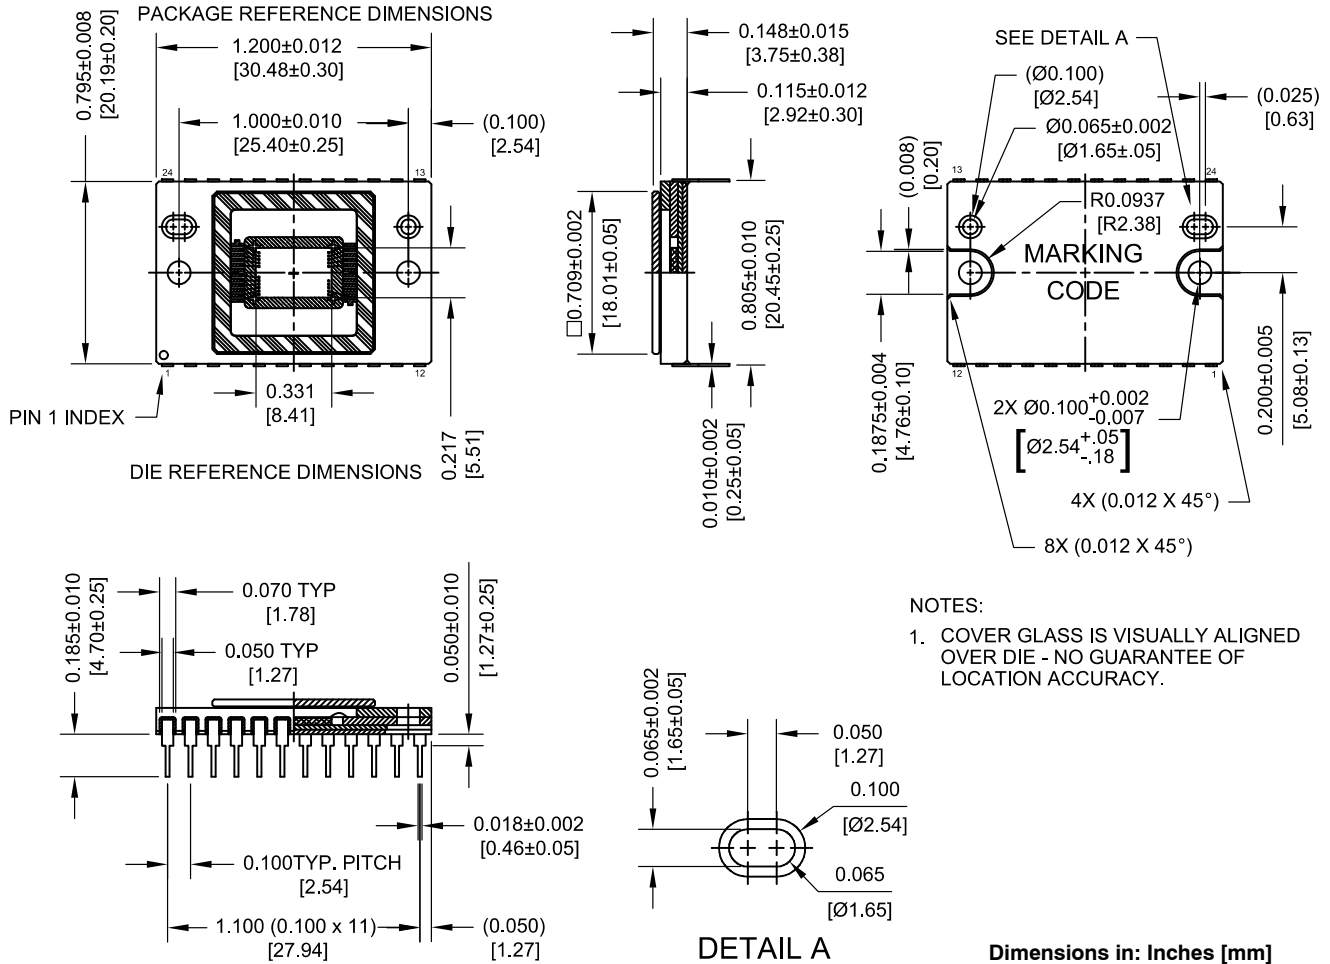 PACKAGE REFERENCE DIMENSIONS
0.795±0.008
[20.19±0.20]
1.200±0.012
[30.48±0.30]
1.000±0.010
[25.40±0.25]
(0.100)
[2.54]
24
13
1
12
PIN 1 INDEX
0.331
[8.41]
0.217
[5.51]
DIE REFERENCE DIMENSIONS
0.148±0.015
[3.75±0.38]
0.115±0.012
[2.92±0.30]
□0.709±0.002
[18.01±0.05]
0.805±0.010
[20.45±0.25]
0.010±0.002
[0.25±0.05]
SEE DETAIL A
(Ø0.100)
[Ø2.54]
Ø0.065±0.002
[Ø1.65±.05]
(0.025)
[0.63]
(0.008)
[0.20]
13
24
R0.0937
[R2.38]
MARKING
CODE
12
1
0.1875±0.004
[4.76±0.10]
2X Ø0.100+0.002
-0.007
[Ø2.54+.05
-.18]
0.200±0.005
[5.08±0.13]
4X (0.012 X 45°)
8X (0.012 X 45°)
0.185±0.010
[4.70±0.25]
0.070 TYP
[1.78]
0.050 TYP
[1.27]
0.050±0.010
[1.27±0.25]
0.018±0.002
[0.46±0.05]
0.100TYP. PITCH
[2.54]
1.100 (0.100 x 11)
[27.94]
(0.050)
[1.27]
NOTES:
1. COVER GLASS IS VISUALLY ALIGNED
OVER DIE - NO GUARANTEE OF
LOCATION ACCURACY.
0.065±0.002
[1.65±0.05]
0.050
[1.27]
0.100
[Ø2.54]
0.065
[Ø1.65]
DETAIL A
Dimensions in: Inches [mm]